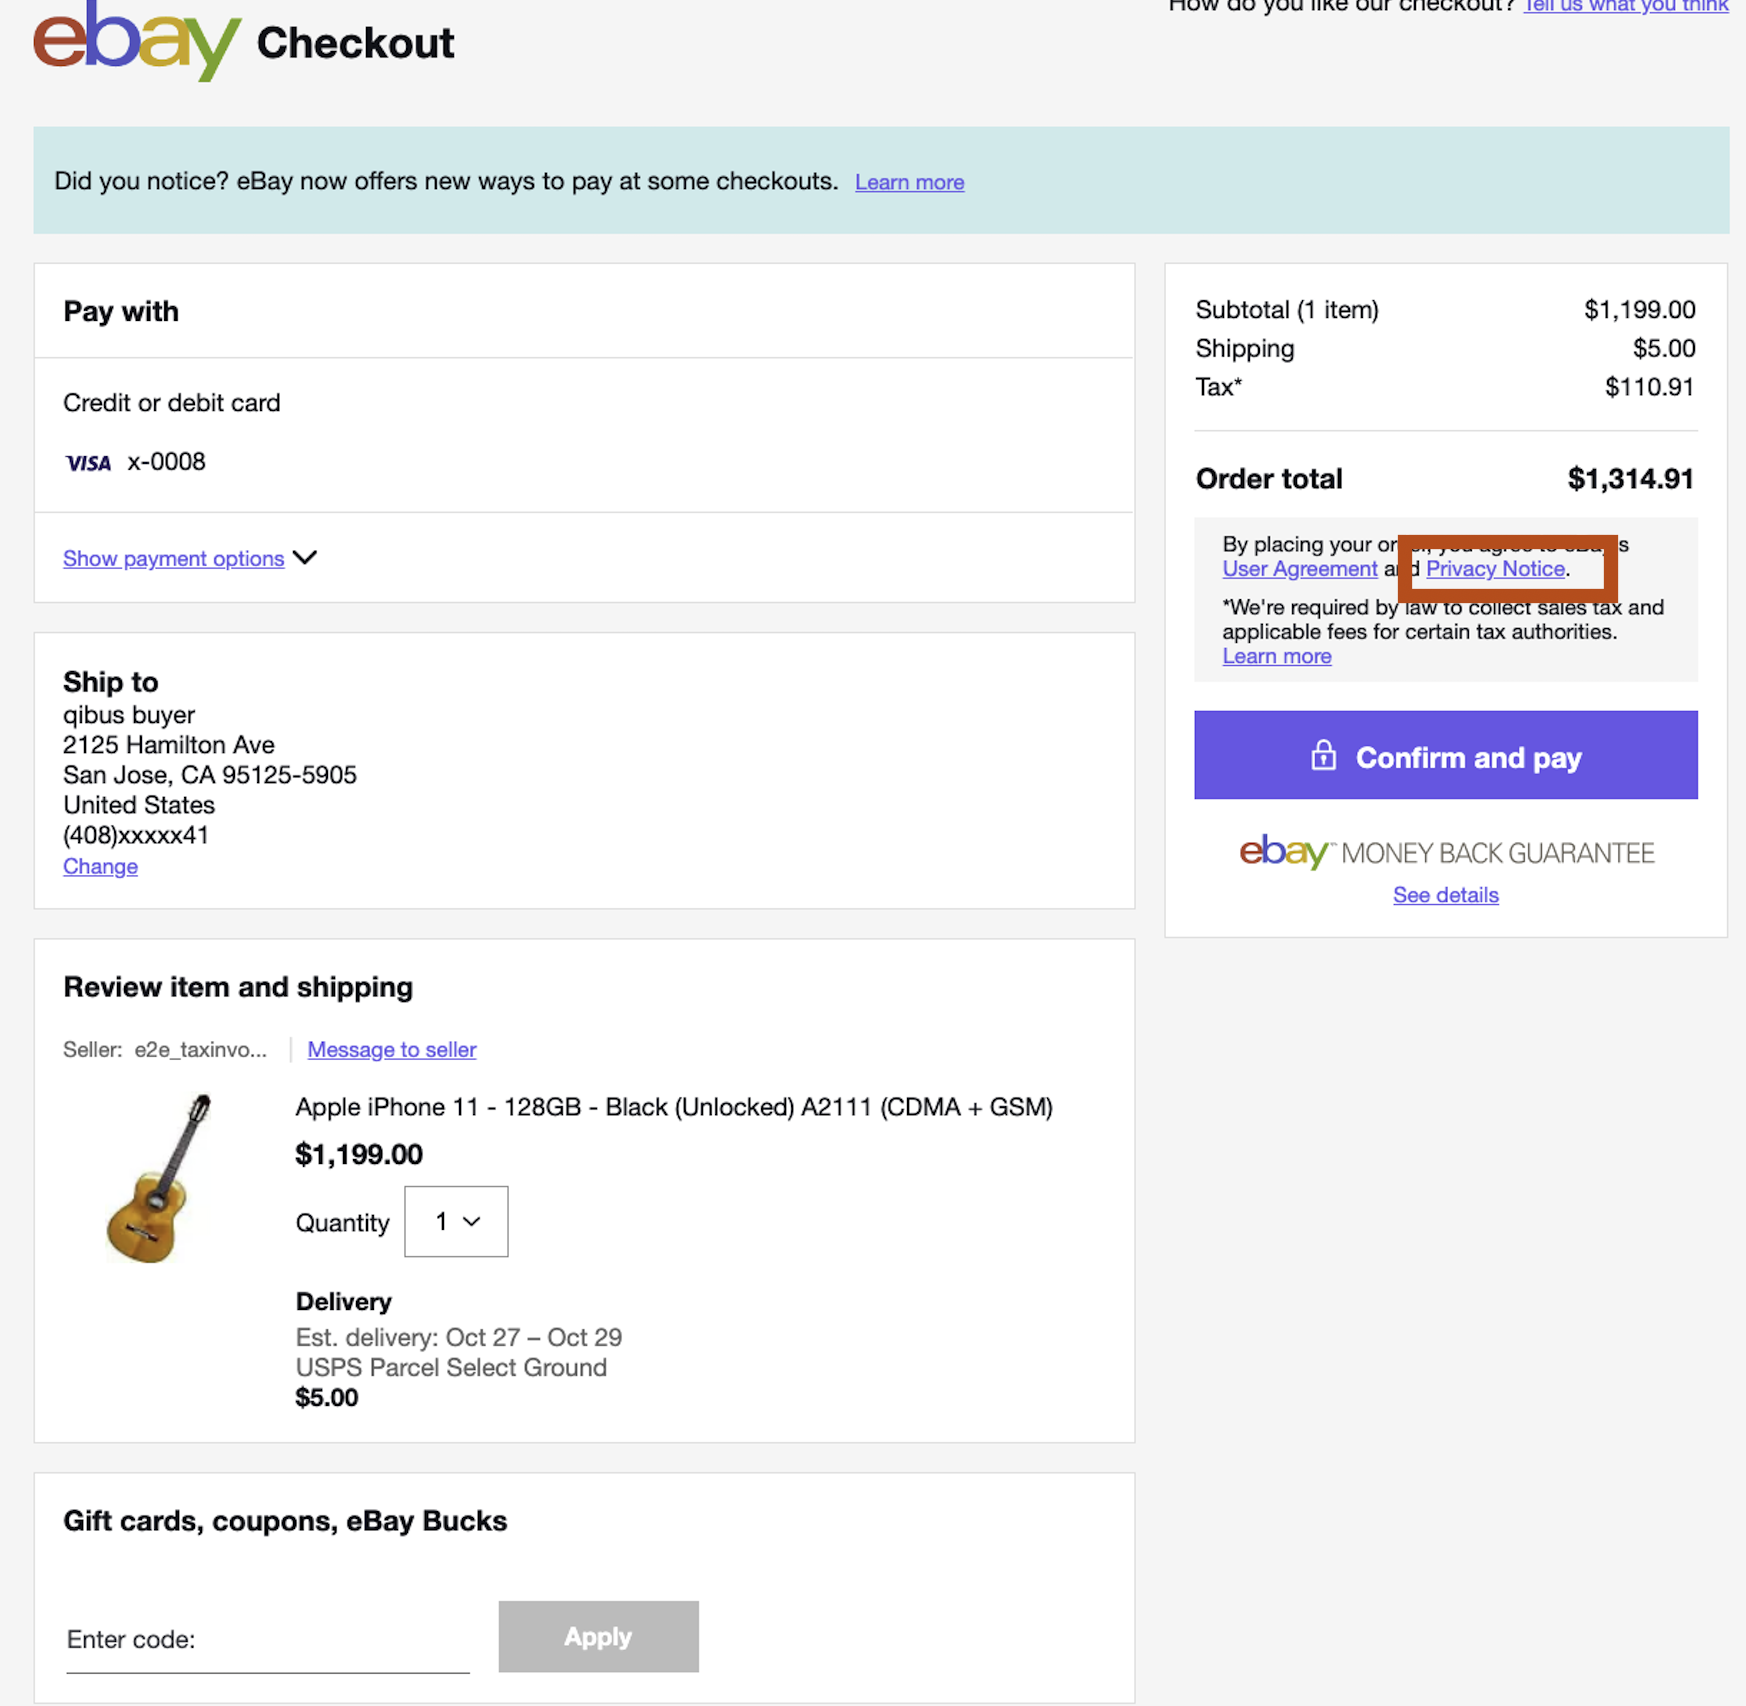 How do you like our checkout? Tell us what you think
ebay Checkout
Did you notice? eBay now offers new ways to pay at some checkouts. Learn more
Pay with
Credit or debit card
VISA x-0008
Show payment options
Ship to
qibus buyer
2125 Hamilton Ave
San Jose, CA 95125-5905
United States
(408)xxxxx41
Change
Review item and shipping
Seller: e2e_taxinvo... Message to seller
Apple iPhone 11 - 128GB - Black (Unlocked) A2111 (CDMA + GSM)
$1,199.00
Quantity 1
Delivery
Est. delivery: Oct 27 – Oct 29
USPS Parcel Select Ground
$5.00
Gift cards, coupons, eBay Bucks
Enter code: Apply
Subtotal (1 item) $1,199.00
Shipping $5.00
Tax* $110.91
Order total $1,314.91
By placing your order, you agree to eBay's
User Agreement and Privacy Notice.
*We're required by law to collect sales tax and
applicable fees for certain tax authorities.
Learn more
Confirm and pay
ebay™ MONEY BACK GUARANTEE
See details